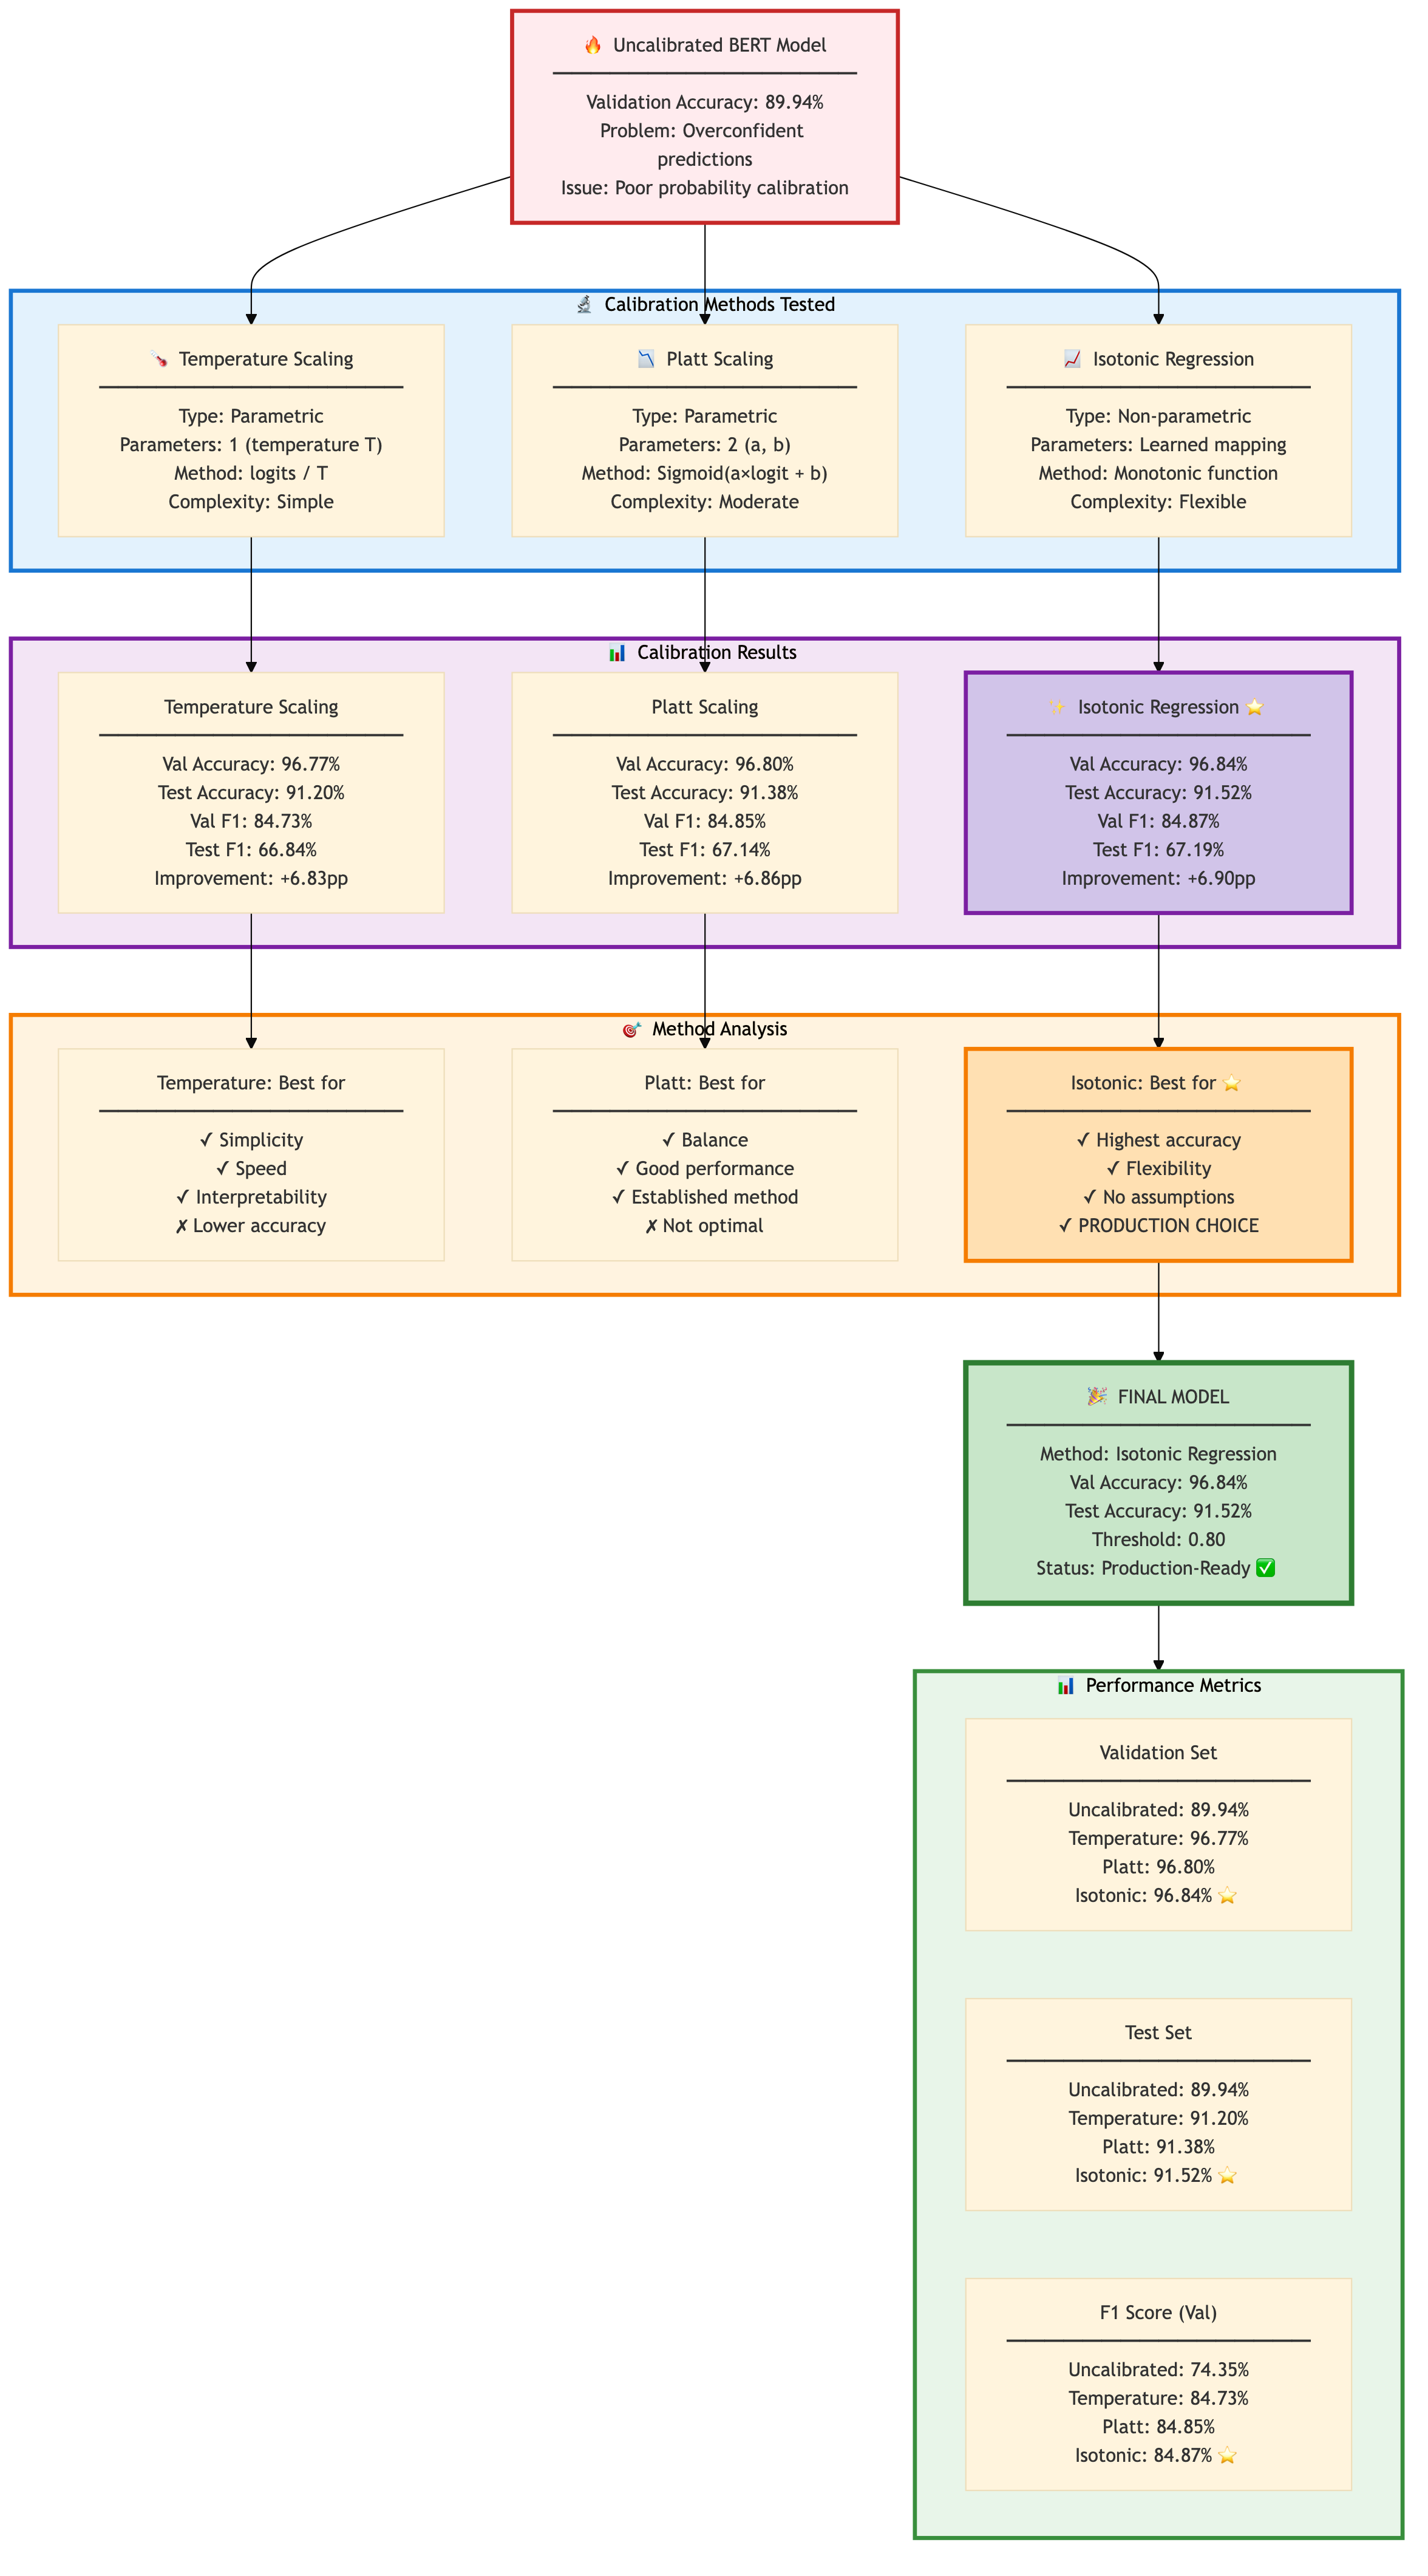 🔥 Uncalibrated BERT Model
Validation Accuracy: 89.94%
Problem: Overconfident
predictions
Issue: Poor probability calibration
🔬 Calibration Methods Tested
🌡️ Temperature Scaling
Type: Parametric
Parameters: 1 (temperature T)
Method: logits / T
Complexity: Simple
📉 Platt Scaling
Type: Parametric
Parameters: 2 (a, b)
Method: Sigmoid(a×logit + b)
Complexity: Moderate
📈 Isotonic Regression
Type: Non-parametric
Parameters: Learned mapping
Method: Monotonic function
Complexity: Flexible
📊 Calibration Results
Temperature Scaling
Val Accuracy: 96.77%
Test Accuracy: 91.20%
Val F1: 84.73%
Test F1: 66.84%
Improvement: +6.83pp
Platt Scaling
Val Accuracy: 96.80%
Test Accuracy: 91.38%
Val F1: 84.85%
Test F1: 67.14%
Improvement: +6.86pp
✨ Isotonic Regression ⭐
Val Accuracy: 96.84%
Test Accuracy: 91.52%
Val F1: 84.87%
Test F1: 67.19%
Improvement: +6.90pp
🎯 Method Analysis
Temperature: Best for
✓ Simplicity
✓ Speed
✓ Interpretability
✗ Lower accuracy
Platt: Best for
✓ Balance
✓ Good performance
✓ Established method
✗ Not optimal
Isotonic: Best for ⭐
✓ Highest accuracy
✓ Flexibility
✓ No assumptions
✓ PRODUCTION CHOICE
🎉 FINAL MODEL
Method: Isotonic Regression
Val Accuracy: 96.84%
Test Accuracy: 91.52%
Threshold: 0.80
Status: Production-Ready ✅
📊 Performance Metrics
Validation Set
Uncalibrated: 89.94%
Temperature: 96.77%
Platt: 96.80%
Isotonic: 96.84% ⭐
Test Set
Uncalibrated: 89.94%
Temperature: 91.20%
Platt: 91.38%
Isotonic: 91.52% ⭐
F1 Score (Val)
Uncalibrated: 74.35%
Temperature: 84.73%
Platt: 84.85%
Isotonic: 84.87% ⭐